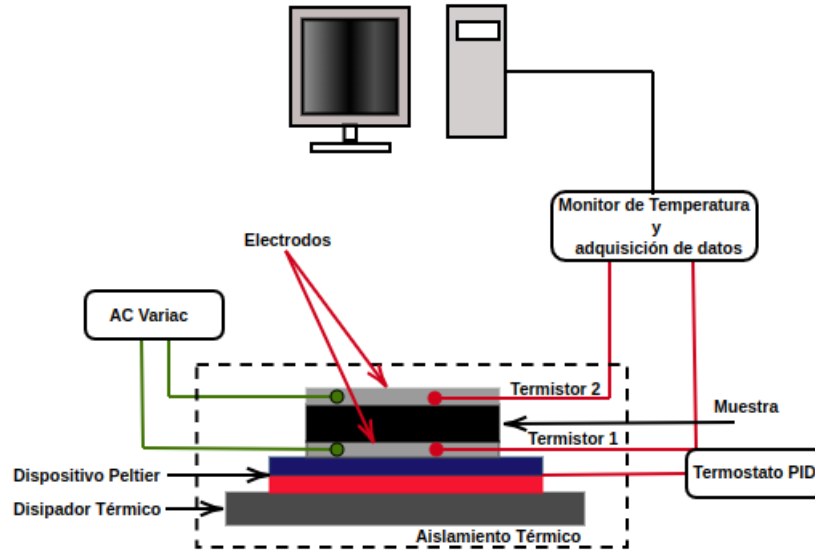 Monitor de Temperatura
y
adquisición de datos
Electrodos
AC Variac
Termistor 2
Muestra
Termistor 1
Dispositivo Peltier
Termostato PID
Disipador Térmico
Aislamiento Térmico